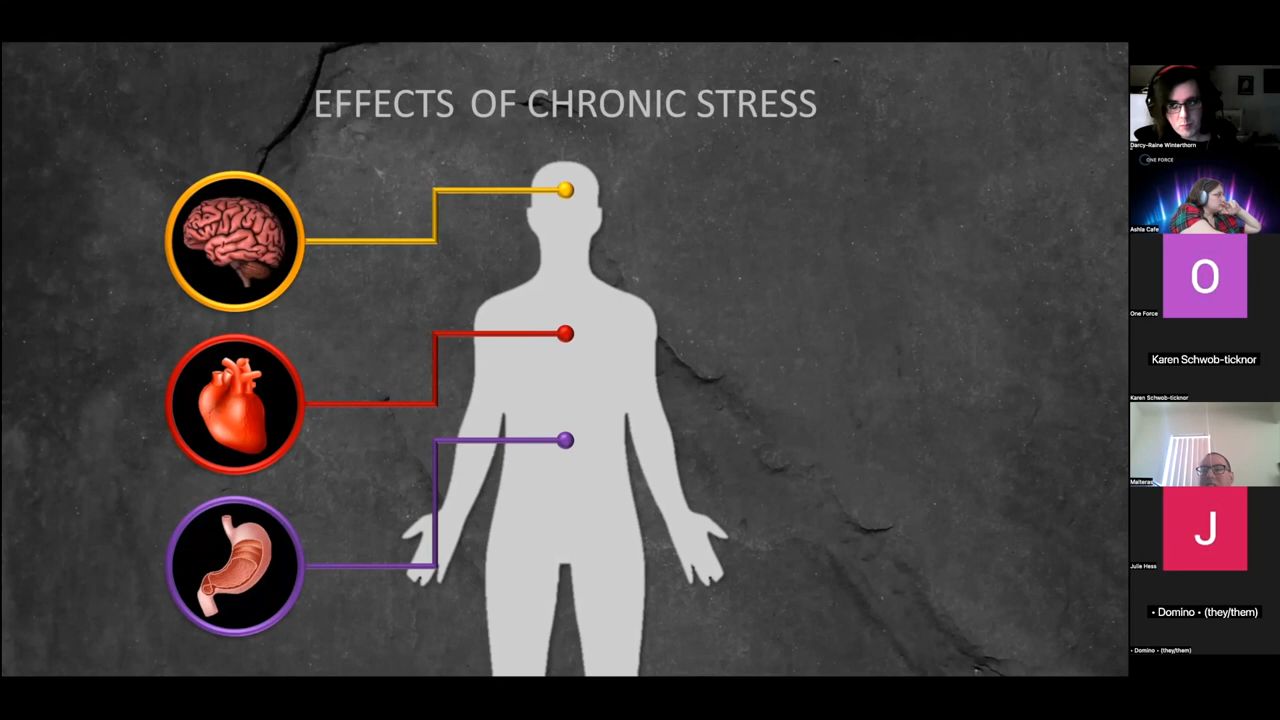 EFFECTS OF CHRONIC STRESS
Darcy-Raine Winterthorn
ONE FORCE
Ashla Cafe
O
One Force
Karen Schwob-ticknor
Karen Schwob-ticknor
Malteras
J
Julie Hess
• Domino • (they/them)
• Domino • (they/them)